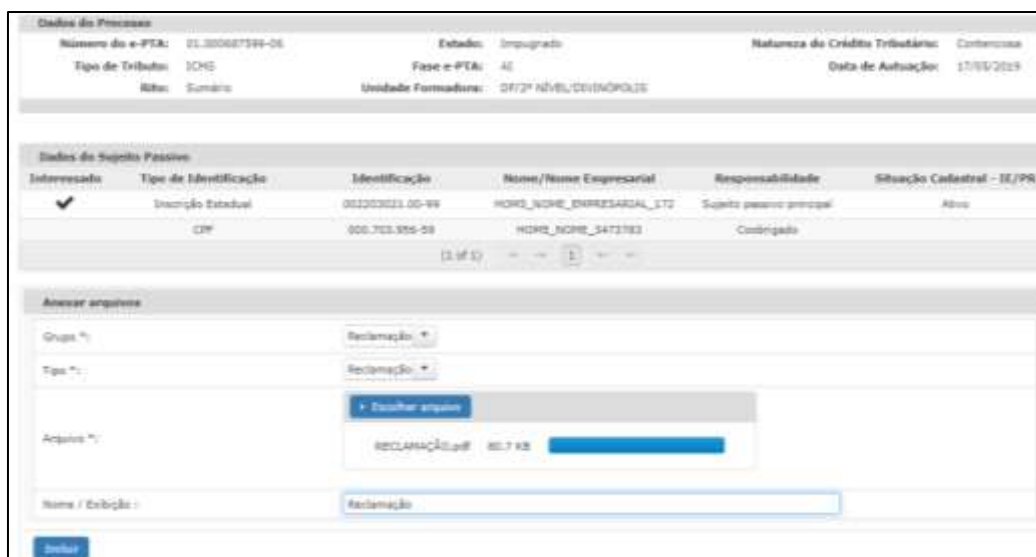 Dados do Processo
Número do e-PTA: 01.000687596-06 Estado: Impugnado Natureza do Crédito Tributário: Contencioso
Tipo de Tributo: ICMS Fase e-PTA: AI Data de Autuação: 17/05/2019
Rito: Sumário Unidade Formadora: DF/2º NÍVEL/DIVINÓPOLIS
Dados do Sujeito Passivo
Interessado Tipo de Identificação Identificação Nome/Nome Empresarial Responsabilidade Situação Cadastral - IE/PR
Inscrição Estadual 002203021.00-99 HOMS_NOME_EMPRESARIAL_172 Sujeito passivo principal Ativo
CPF 000.703.956-59 HOMS_NOME_3473783 Coobrigado
(1 of 1) 1
Anexar arquivos
Grupo *: Reclamação
Tipo *: Reclamação
+ Escolher arquivo
Arquivo *:
RECLAMAÇÃO.pdf 80.7 KB
Nome / Exibição : Reclamação
Incluir